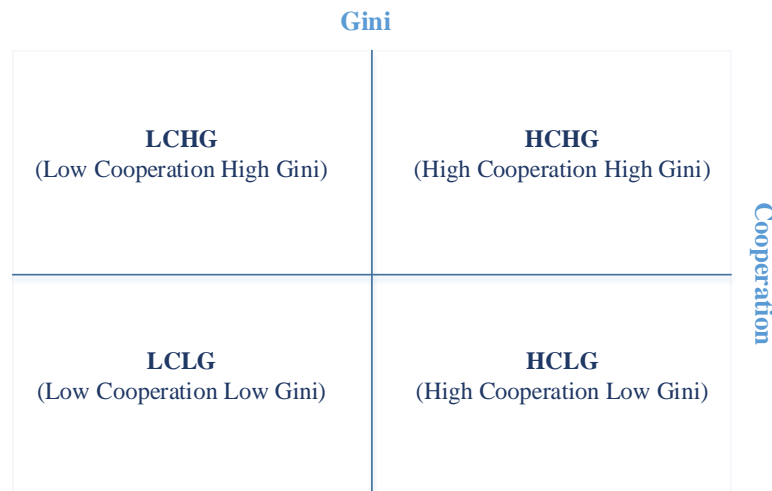 Gini
LCHG
(Low Cooperation High Gini)
HCHG
(High Cooperation High Gini)
Cooperation
LCLG
(Low Cooperation Low Gini)
HCLG
(High Cooperation Low Gini)